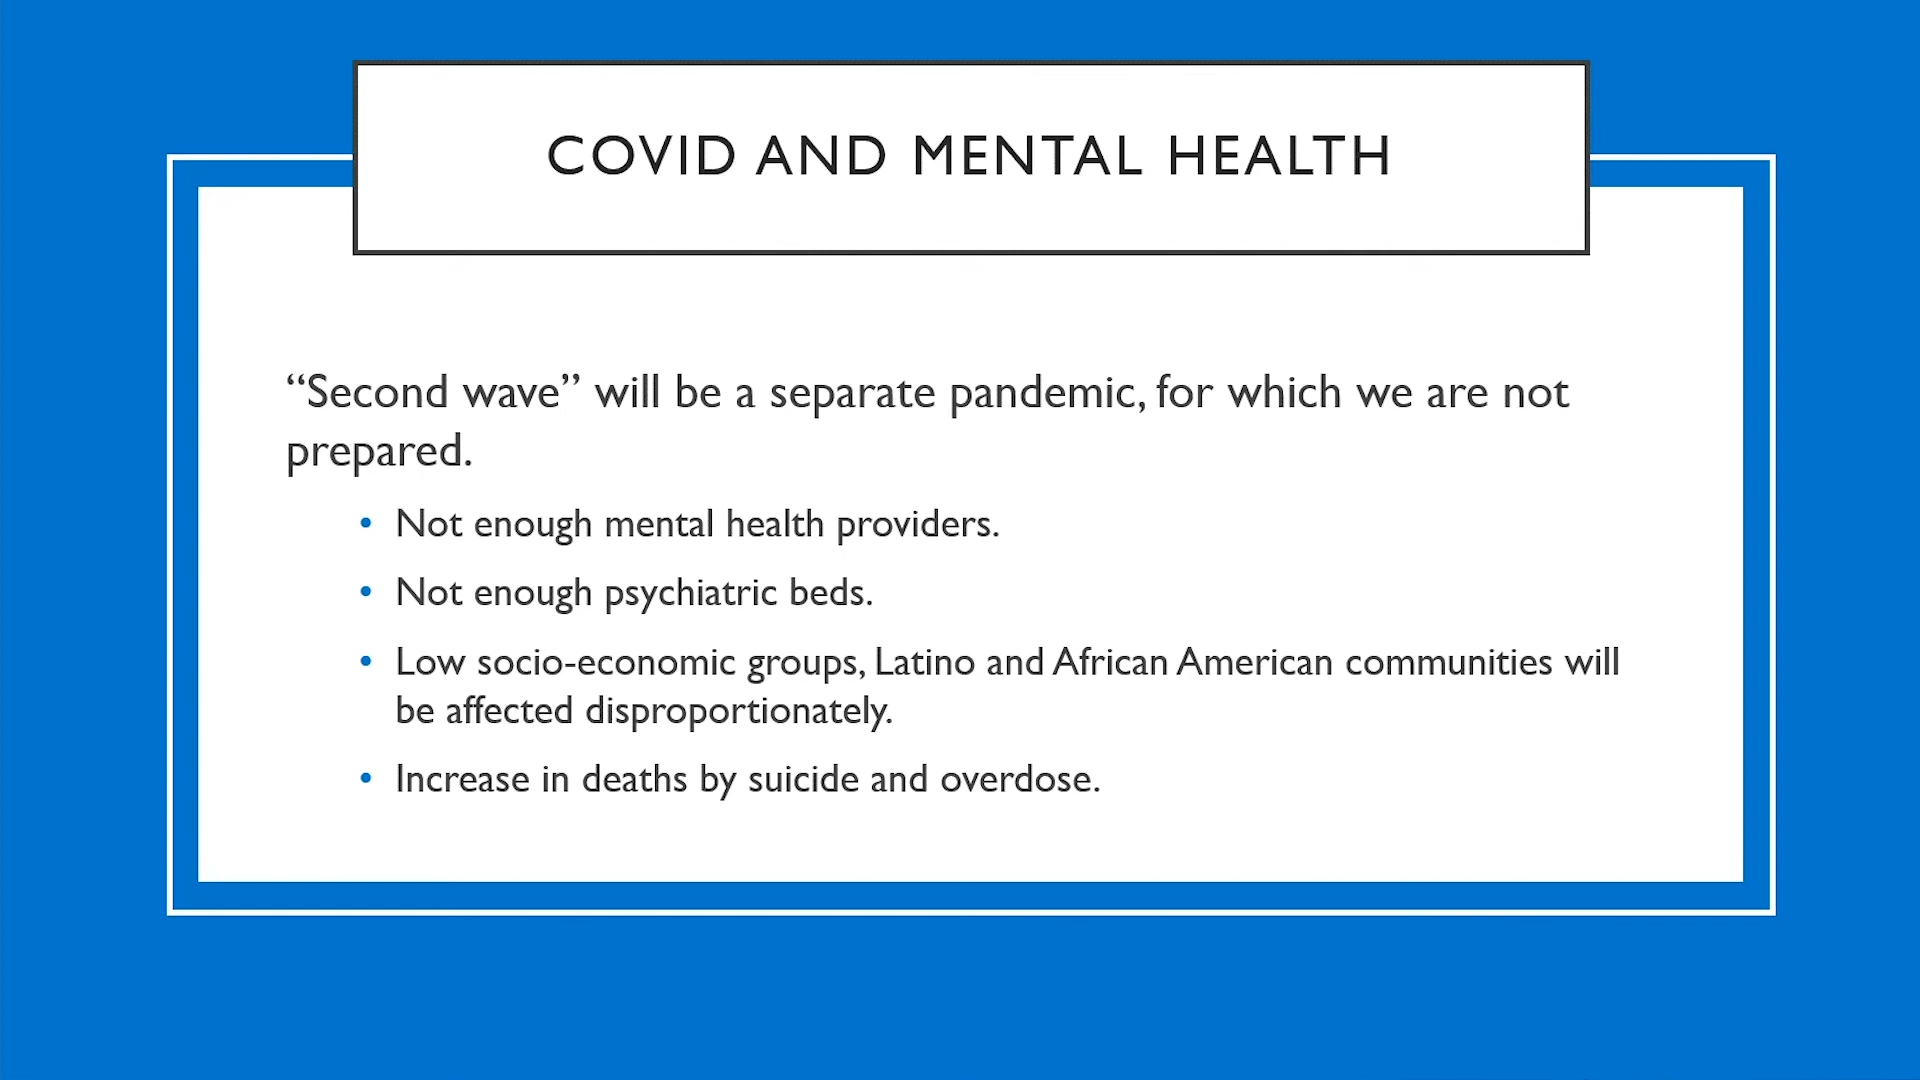 COVID AND MENTAL HEALTH
“Second wave” will be a separate pandemic, for which we are not
prepared.
• Not enough mental health providers.
• Not enough psychiatric beds.
• Low socio-economic groups, Latino and African American communities will
be affected disproportionately.
• Increase in deaths by suicide and overdose.